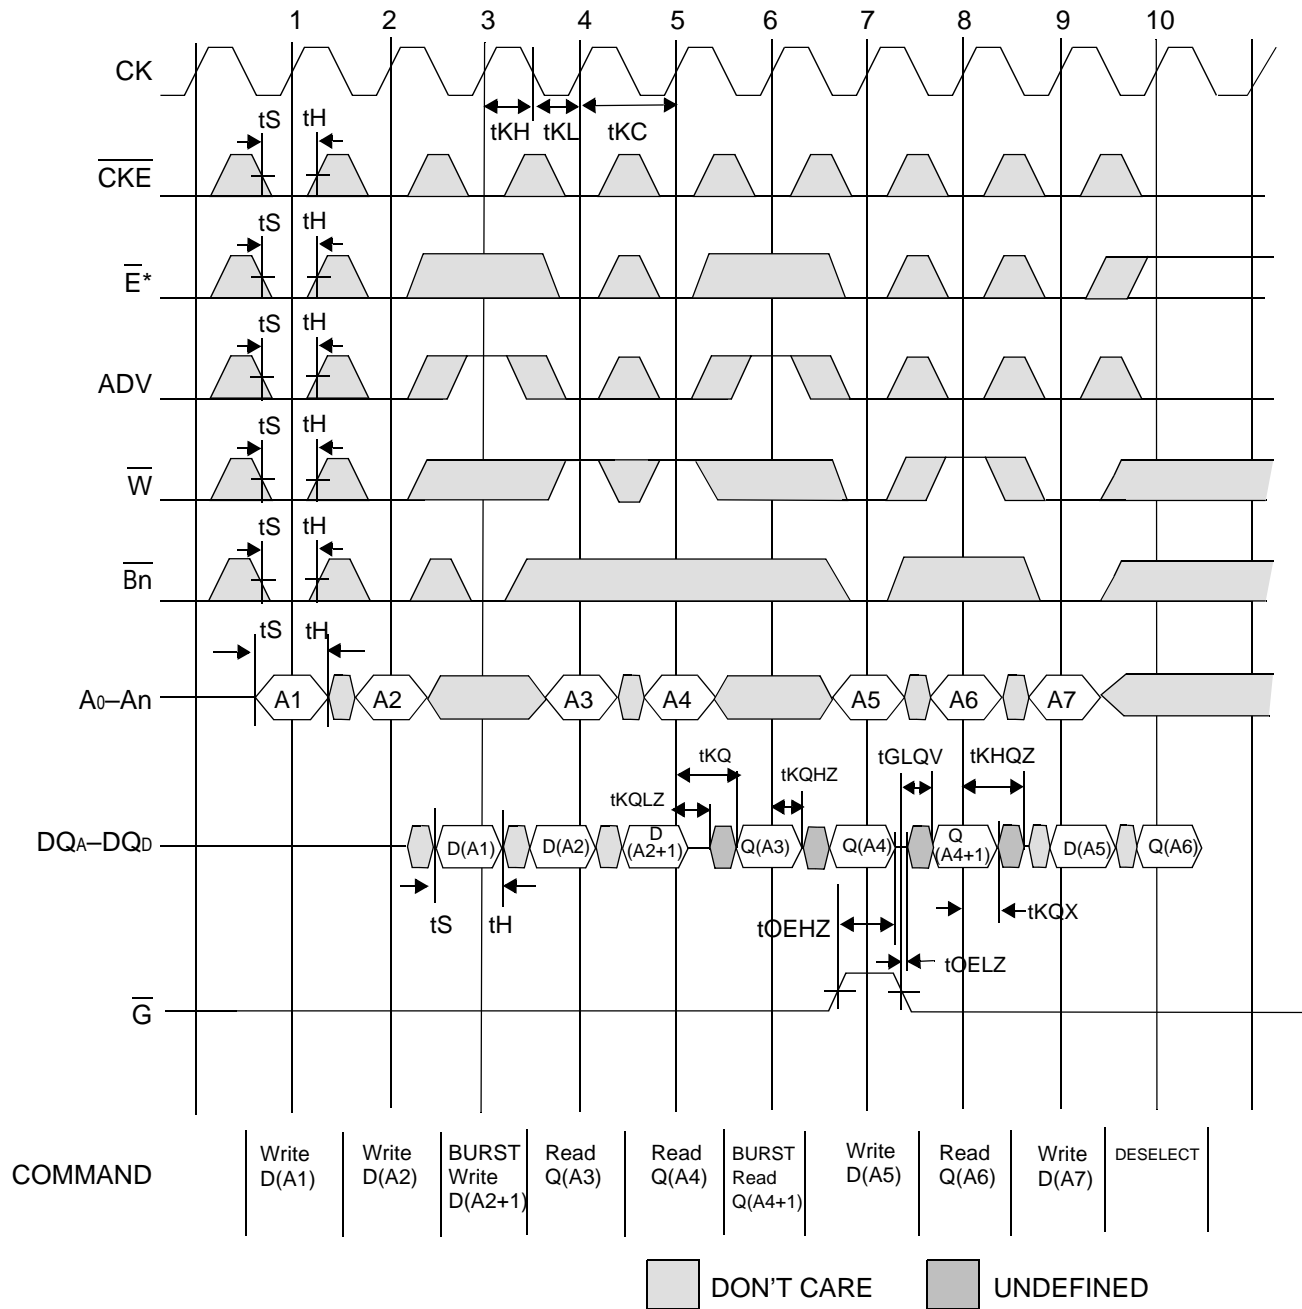 1 2 3 4 5 6 7 8 9 10
CK
tKH tKL tKC
tS tH
CKE
tS tH
E*
tS tH
ADV
tS tH
W
tS tH
Bn
tS tH
A0–An A1 A2 A3 A4 A5 A6 A7
tKQ tKQHZ tGLQV tKHQZ
tKQLZ
DQA–DQD D(A1) D(A2) D (A2+1) Q(A3) Q(A4) Q (A4+1) D(A5) Q(A6)
tS tH tOEHZ tKQX
tOELZ
G
COMMAND
Write D(A1)
Write D(A2)
BURST Write D(A2+1)
Read Q(A3)
Read Q(A4)
BURST Read Q(A4+1)
Write D(A5)
Read Q(A6)
Write D(A7)
DESELECT
DON'T CARE UNDEFINED